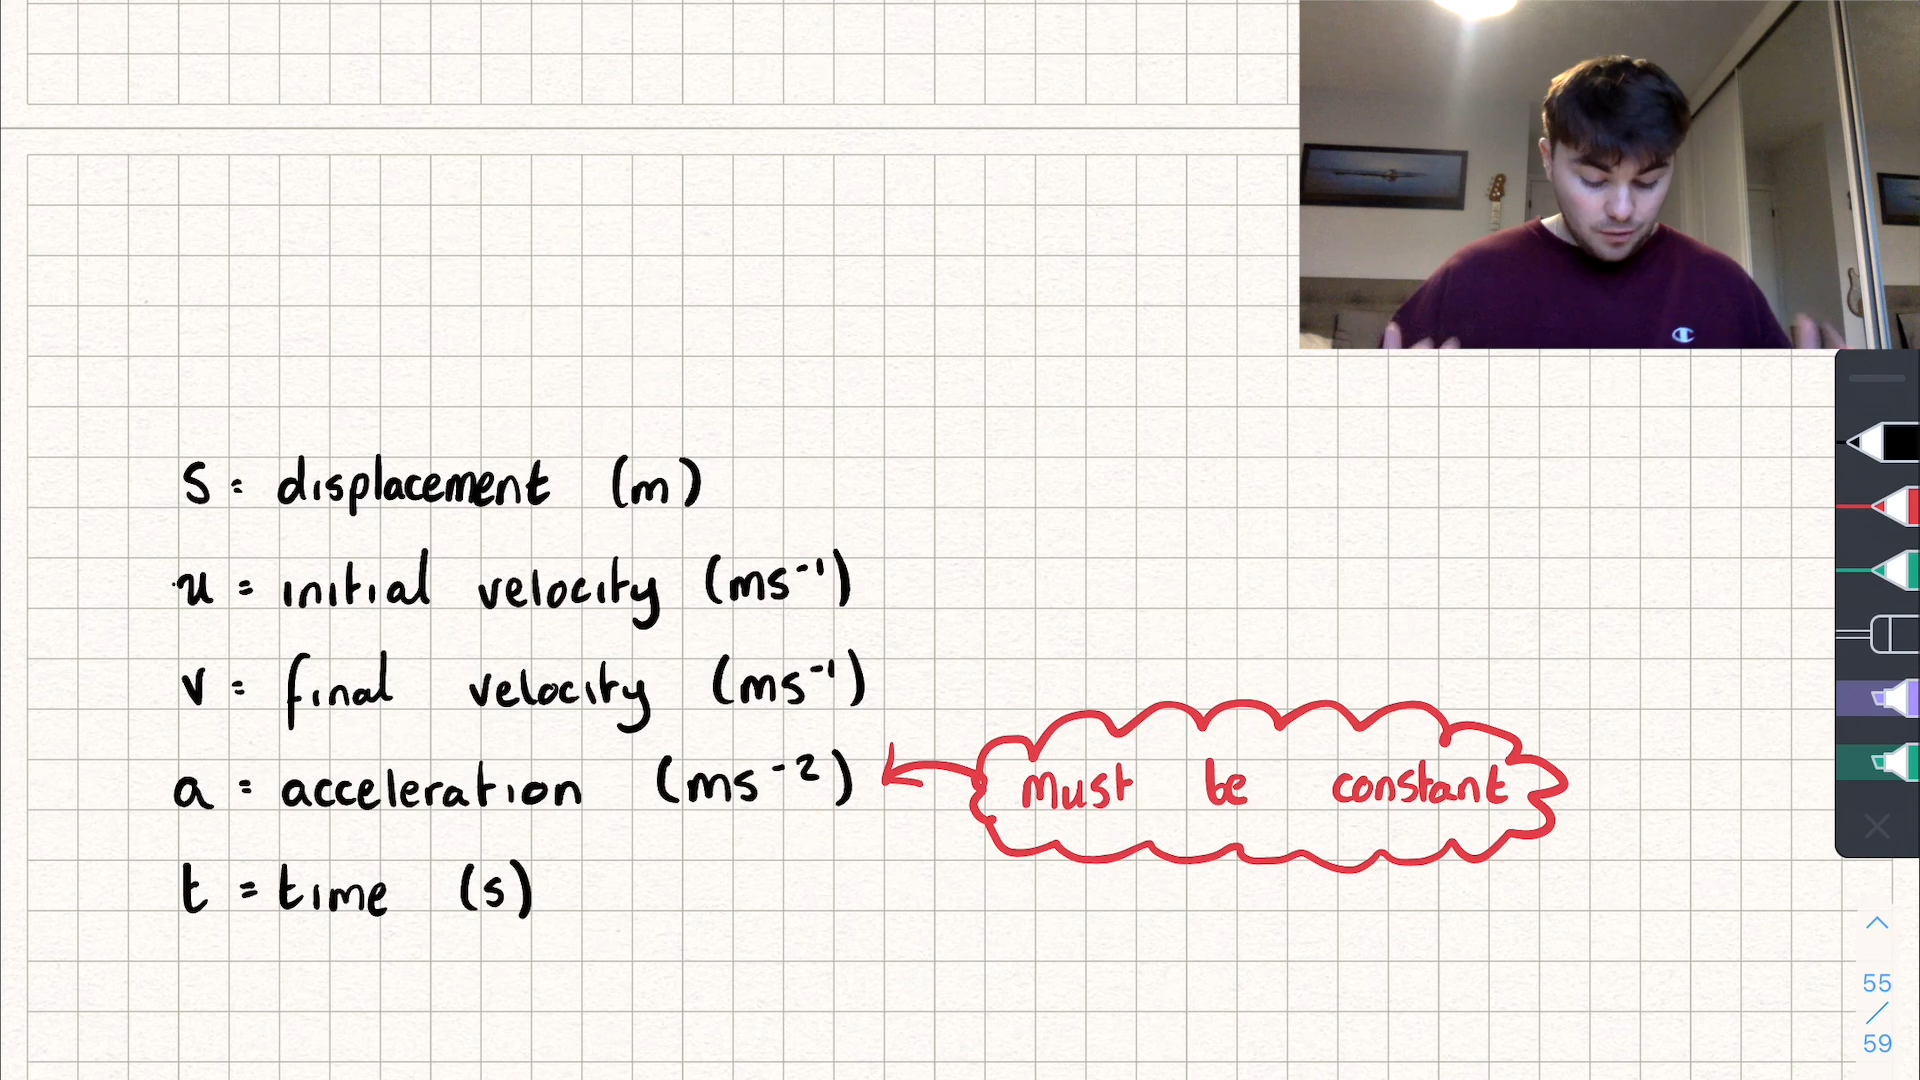 s = displacement (m)
u = initial velocity (ms⁻¹)
v = final velocity (ms⁻¹)
a = acceleration (ms⁻²)
must be constant
t = time (s)
55
/
59